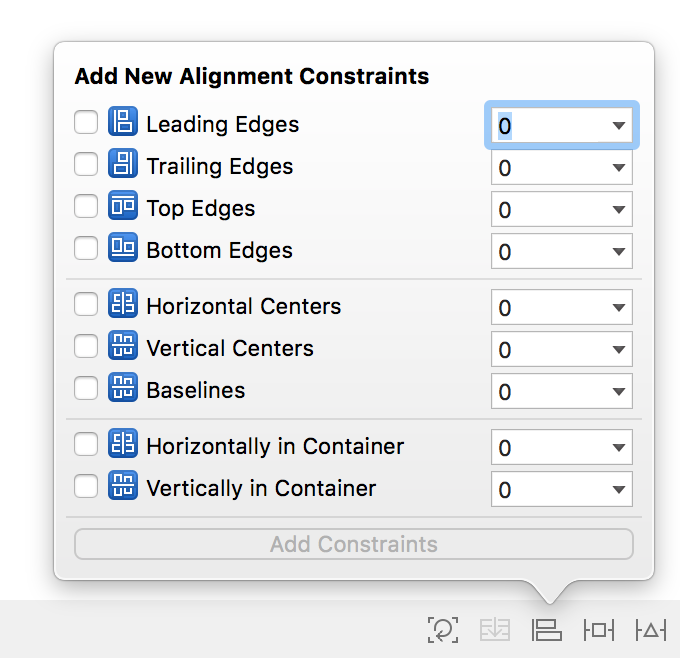 Add New Alignment Constraints
Leading Edges 0
Trailing Edges 0
Top Edges 0
Bottom Edges 0
Horizontal Centers 0
Vertical Centers 0
Baselines 0
Horizontally in Container 0
Vertically in Container 0
Add Constraints